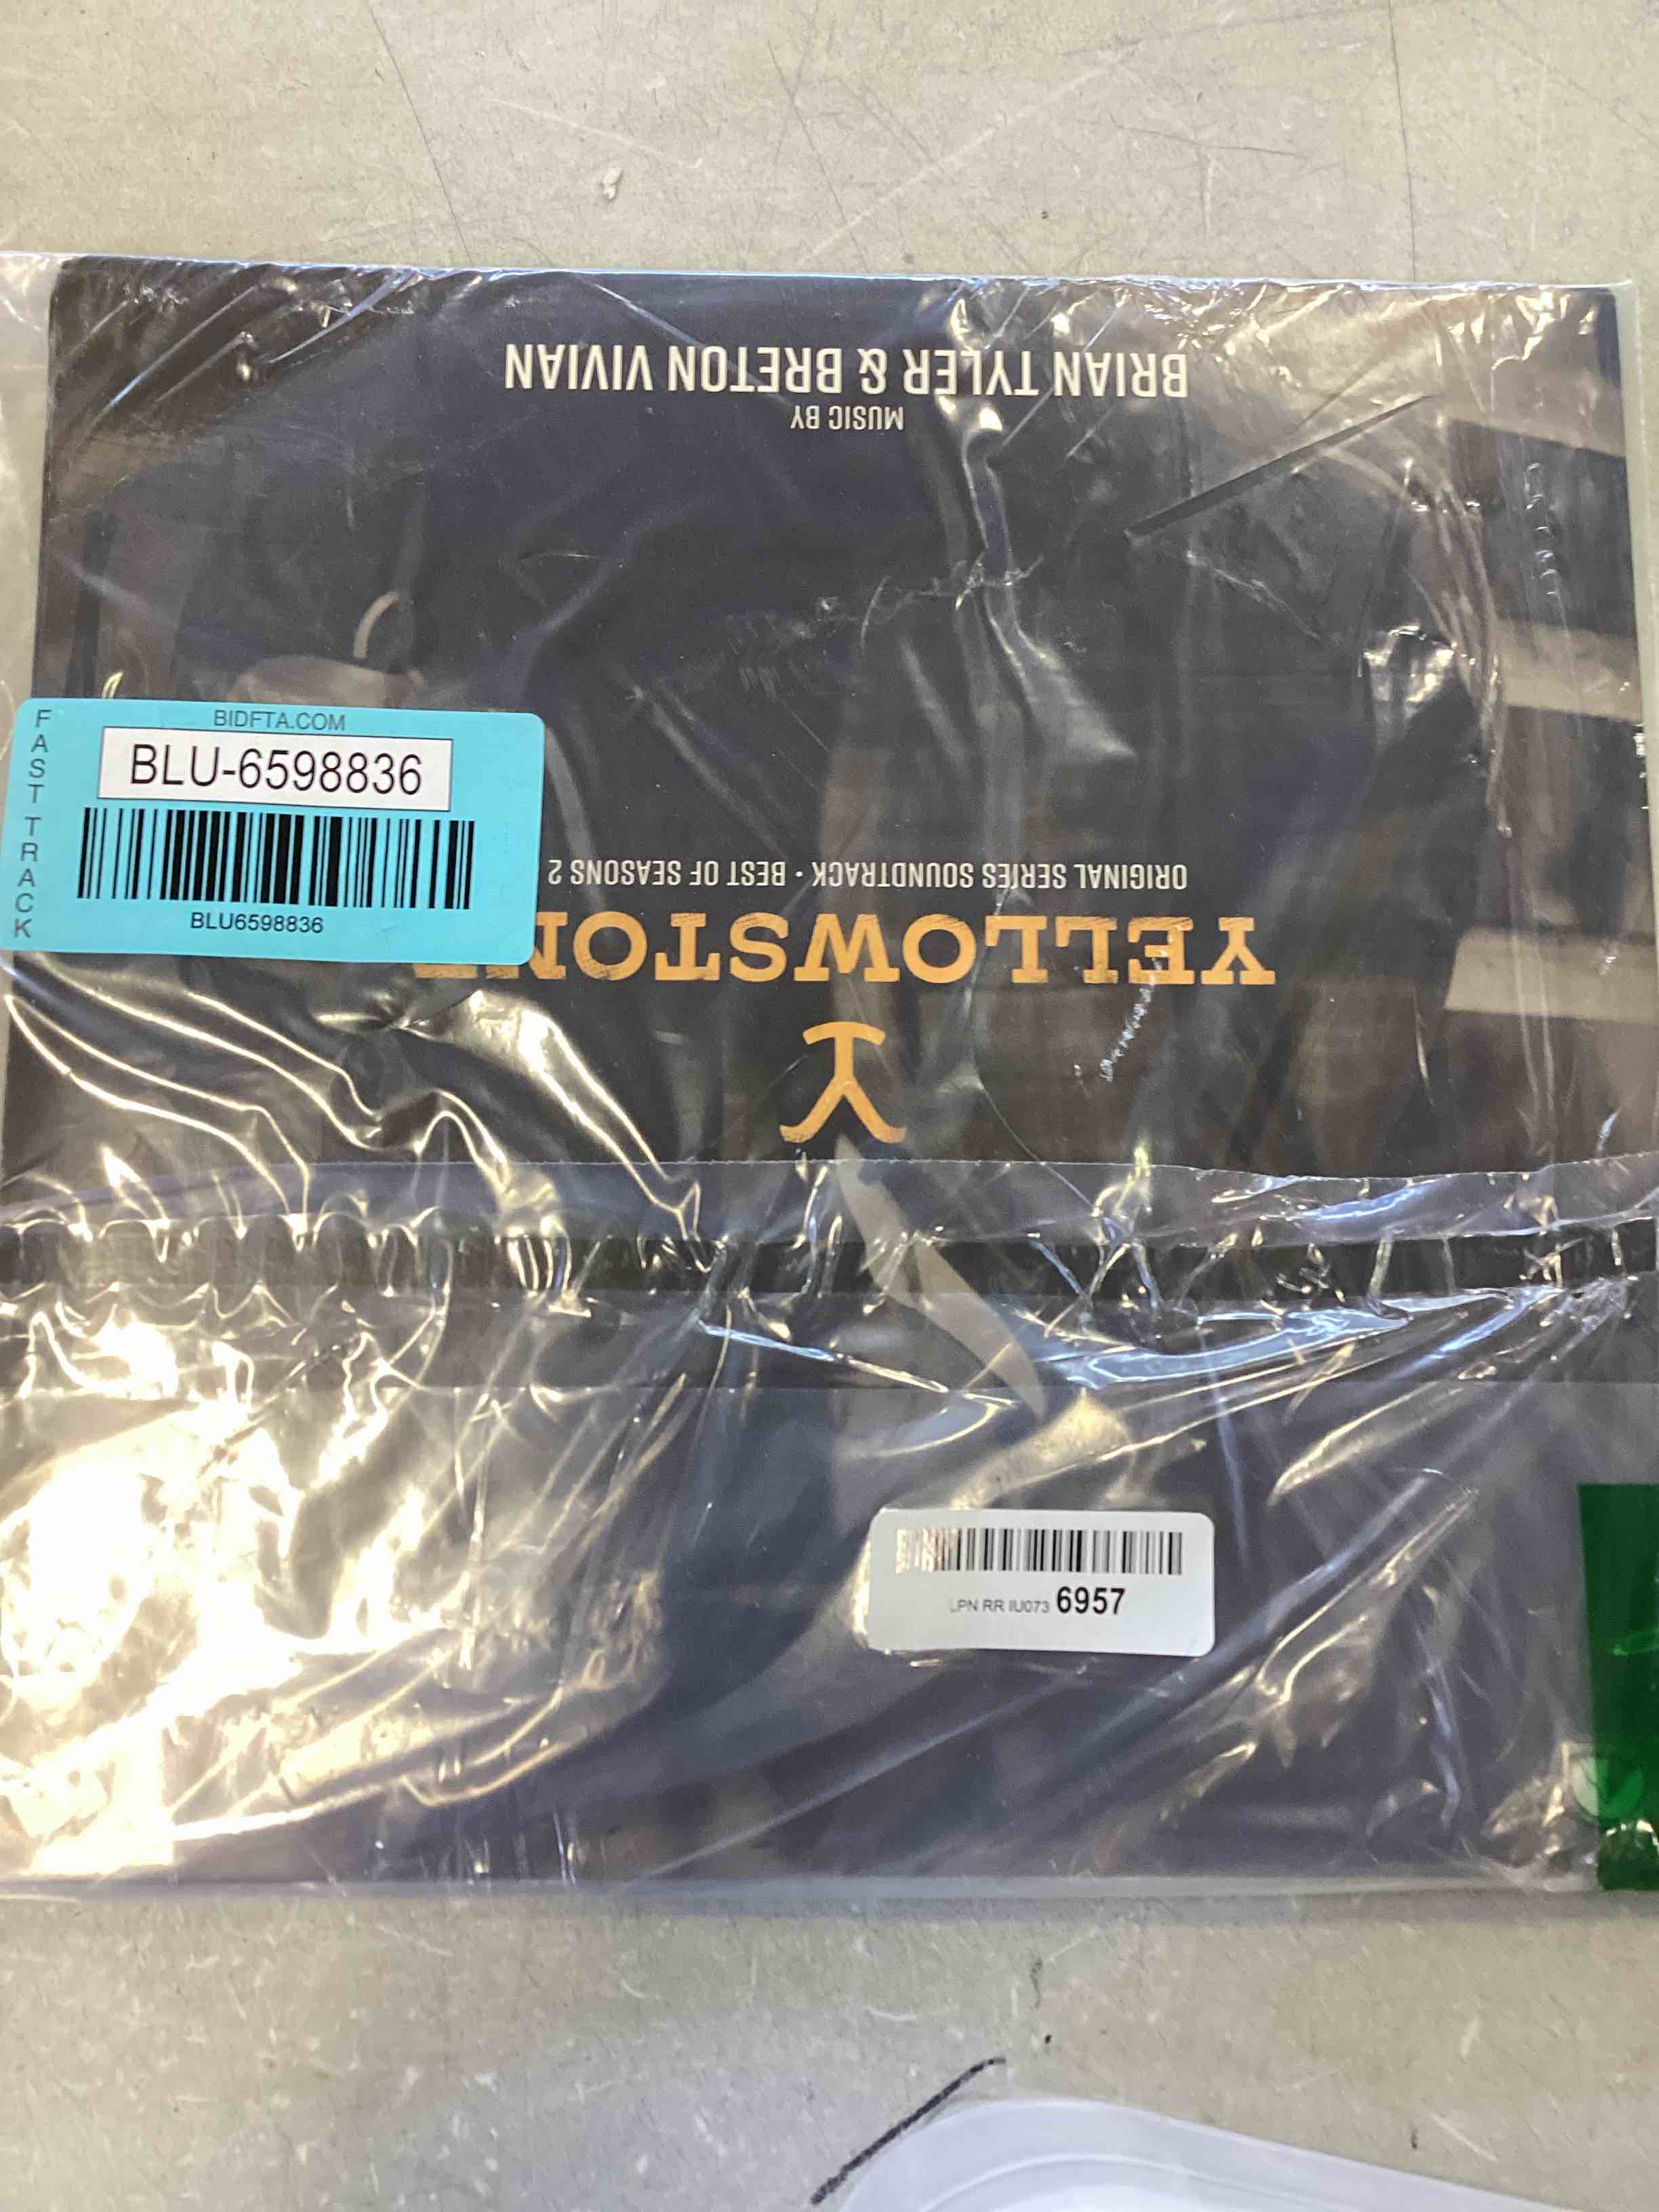 BRIAN TYLER & BRETON VIVIAN
MUSIC BY
FAST TRACK
BIDFTA.COM
BLU-6598836
BLU6598836
ORIGINAL SERIES SOUNDTRACK • BEST OF SEASONS 2
YELLOWSTON
Y
LPN RR IU073 6957